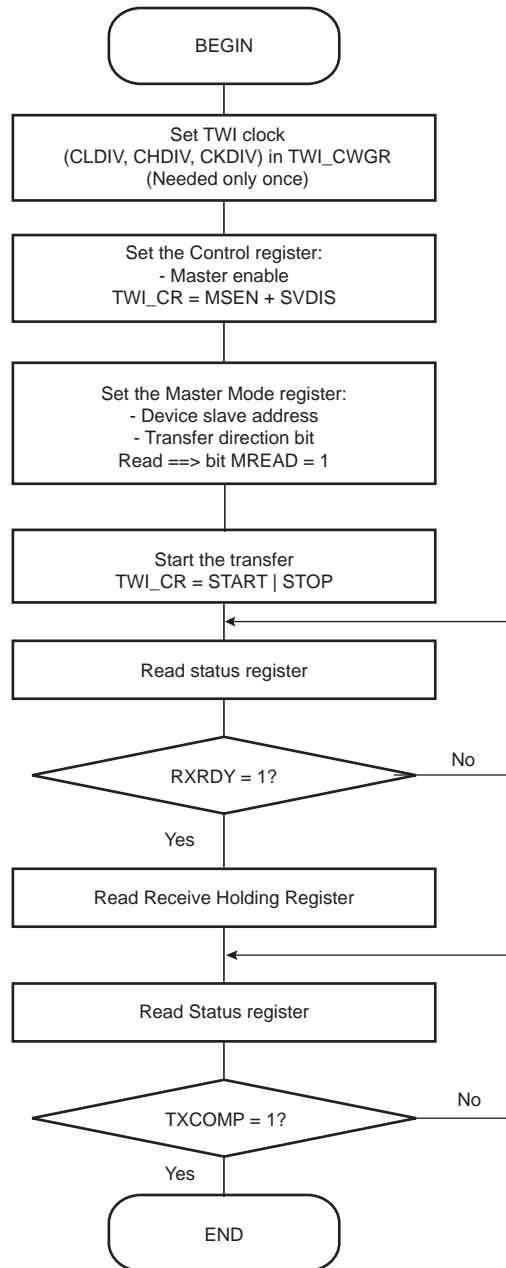 BEGIN
Set TWI clock
(CLDIV, CHDIV, CKDIV) in TWI_CWGR
(Needed only once)
Set the Control register:
- Master enable
TWI_CR = MSEN + SVDIS
Set the Master Mode register:
- Device slave address
- Transfer direction bit
Read ==> bit MREAD = 1
Start the transfer
TWI_CR = START | STOP
Read status register
RXRDY = 1?
No
Yes
Read Receive Holding Register
Read Status register
TXCOMP = 1?
No
Yes
END